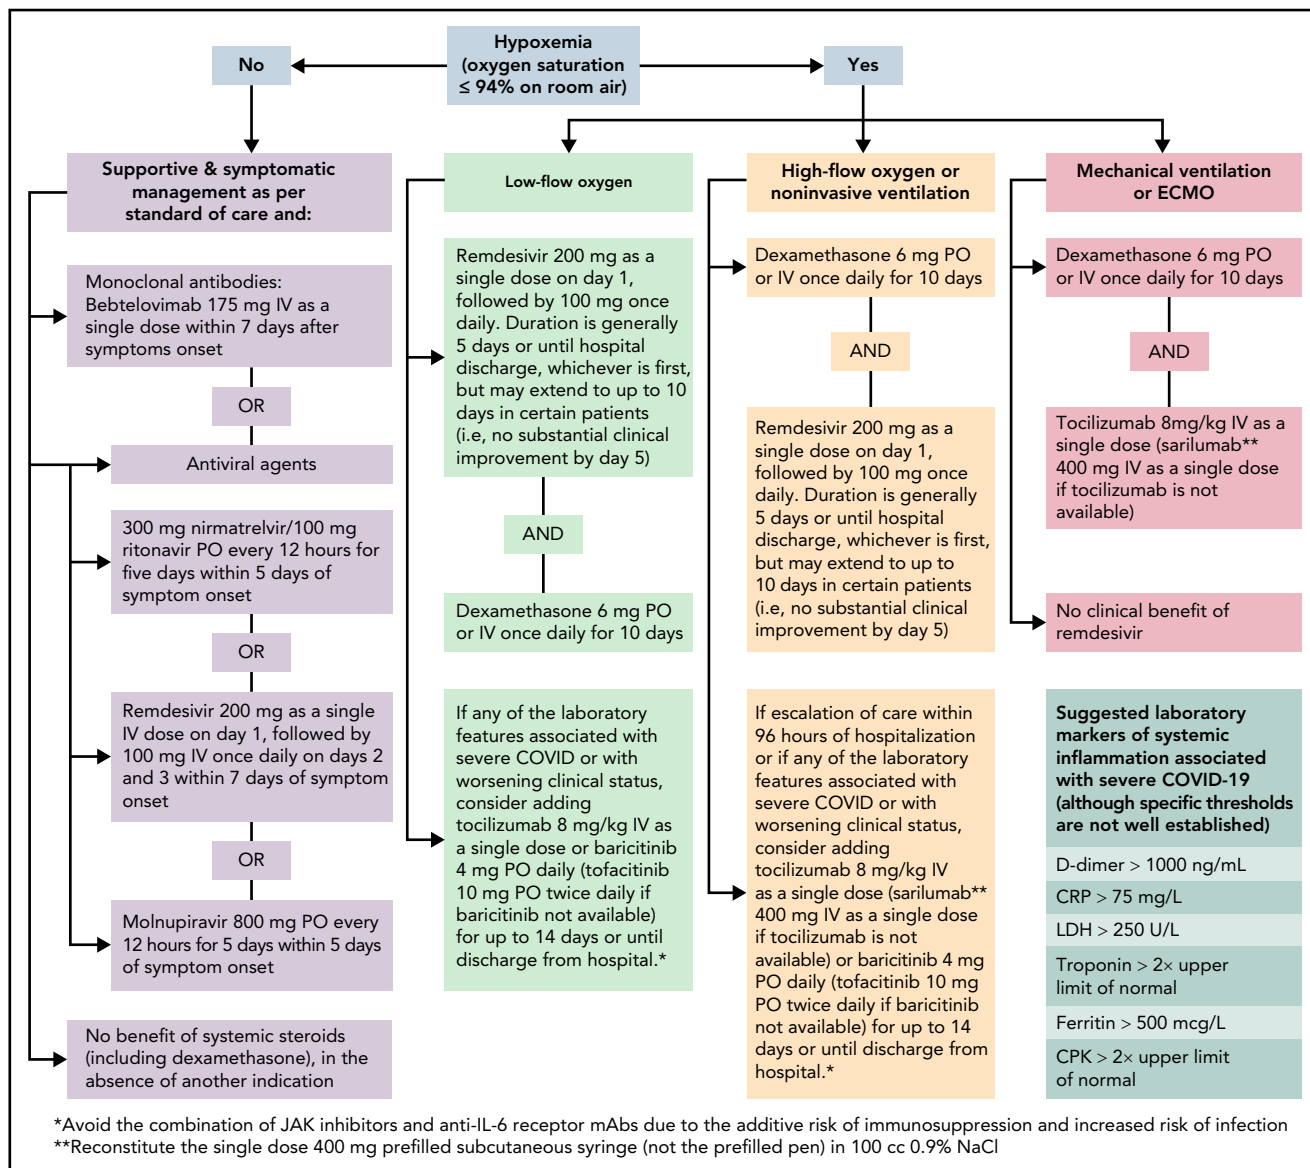 Hypoxemia
(oxygen saturation
≤ 94% on room air)
No
Yes
Supportive & symptomatic
management as per
standard of care and:
Monoclonal antibodies:
Bebtelovimab 175 mg IV as a
single dose within 7 days after
symptoms onset
OR
Antiviral agents
300 mg nirmatrelvir/100 mg
ritonavir PO every 12 hours for
five days within 5 days of
symptom onset
OR
Remdesivir 200 mg as a single
IV dose on day 1, followed by
100 mg IV once daily on days 2
and 3 within 7 days of symptom
onset
OR
Molnupiravir 800 mg PO every
12 hours for 5 days within 5 days
of symptom onset
No benefit of systemic steroids
(including dexamethasone), in the
absence of another indication
Low-flow oxygen
Remdesivir 200 mg as a
single dose on day 1,
followed by 100 mg once
daily. Duration is generally
5 days or until hospital
discharge, whichever is first,
but may extend to up to 10
days in certain patients
(i.e, no substantial clinical
improvement by day 5)
AND
Dexamethasone 6 mg PO
or IV once daily for 10 days
If any of the laboratory
features associated with
severe COVID or with
worsening clinical status,
consider adding
tocilizumab 8 mg/kg IV as
a single dose or baricitinib
4 mg PO daily (tofacitinib
10 mg PO twice daily if
baricitinib not available)
for up to 14 days or until
discharge from hospital.*
High-flow oxygen or
noninvasive ventilation
Dexamethasone 6 mg PO
or IV once daily for 10 days
AND
Remdesivir 200 mg as a
single dose on day 1,
followed by 100 mg once
daily. Duration is generally
5 days or until hospital
discharge, whichever is first,
but may extend to up to
10 days in certain patients
(i.e, no substantial clinical
improvement by day 5)
If escalation of care within
96 hours of hospitalization
or if any of the laboratory
features associated with
severe COVID or with
worsening clinical status,
consider adding
tocilizumab 8 mg/kg IV
as a single dose (sarilumab**
400 mg IV as a single dose
if tocilizumab is not
available) or baricitinib 4 mg
PO daily (tofacitinib 10 mg
PO twice daily if baricitinib
not available) for up to 14
days or until discharge from
hospital.*
Mechanical ventilation
or ECMO
Dexamethasone 6 mg PO
or IV once daily for 10 days
AND
Tocilizumab 8mg/kg IV as a
single dose (sarilumab**
400 mg IV as a single dose
if tocilizumab is not
available)
No clinical benefit of
remdesivir
Suggested laboratory
markers of systemic
inflammation associated
with severe COVID-19
(although specific thresholds
are not well established)
D-dimer > 1000 ng/mL
CRP > 75 mg/L
LDH > 250 U/L
Troponin > 2× upper
limit of normal
Ferritin > 500 mcg/L
CPK > 2× upper limit
of normal
*Avoid the combination of JAK inhibitors and anti-IL-6 receptor mAbs due to the additive risk of immunosuppression and increased risk of infection
**Reconstitute the single dose 400 mg prefilled subcutaneous syringe (not the prefilled pen) in 100 cc 0.9% NaCl